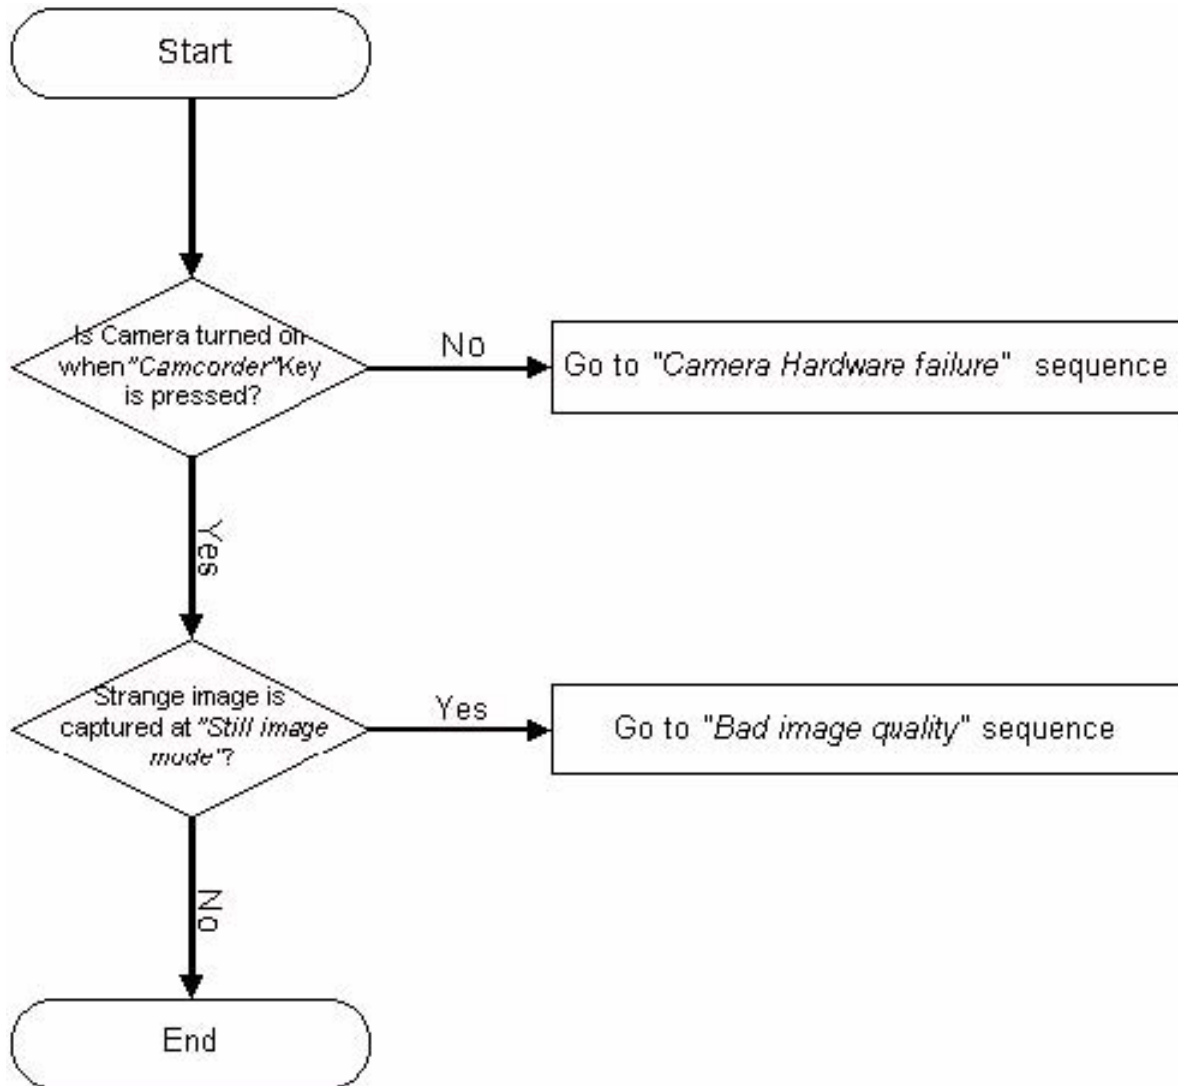 Start
Is Camera turned on
when "Camcorder"Key
is pressed?
No
Go to "Camera Hardware failure" sequence
Yes
Strange image is
captured at "Still image
mode"?
Yes
Go to "Bad image quality" sequence
No
End